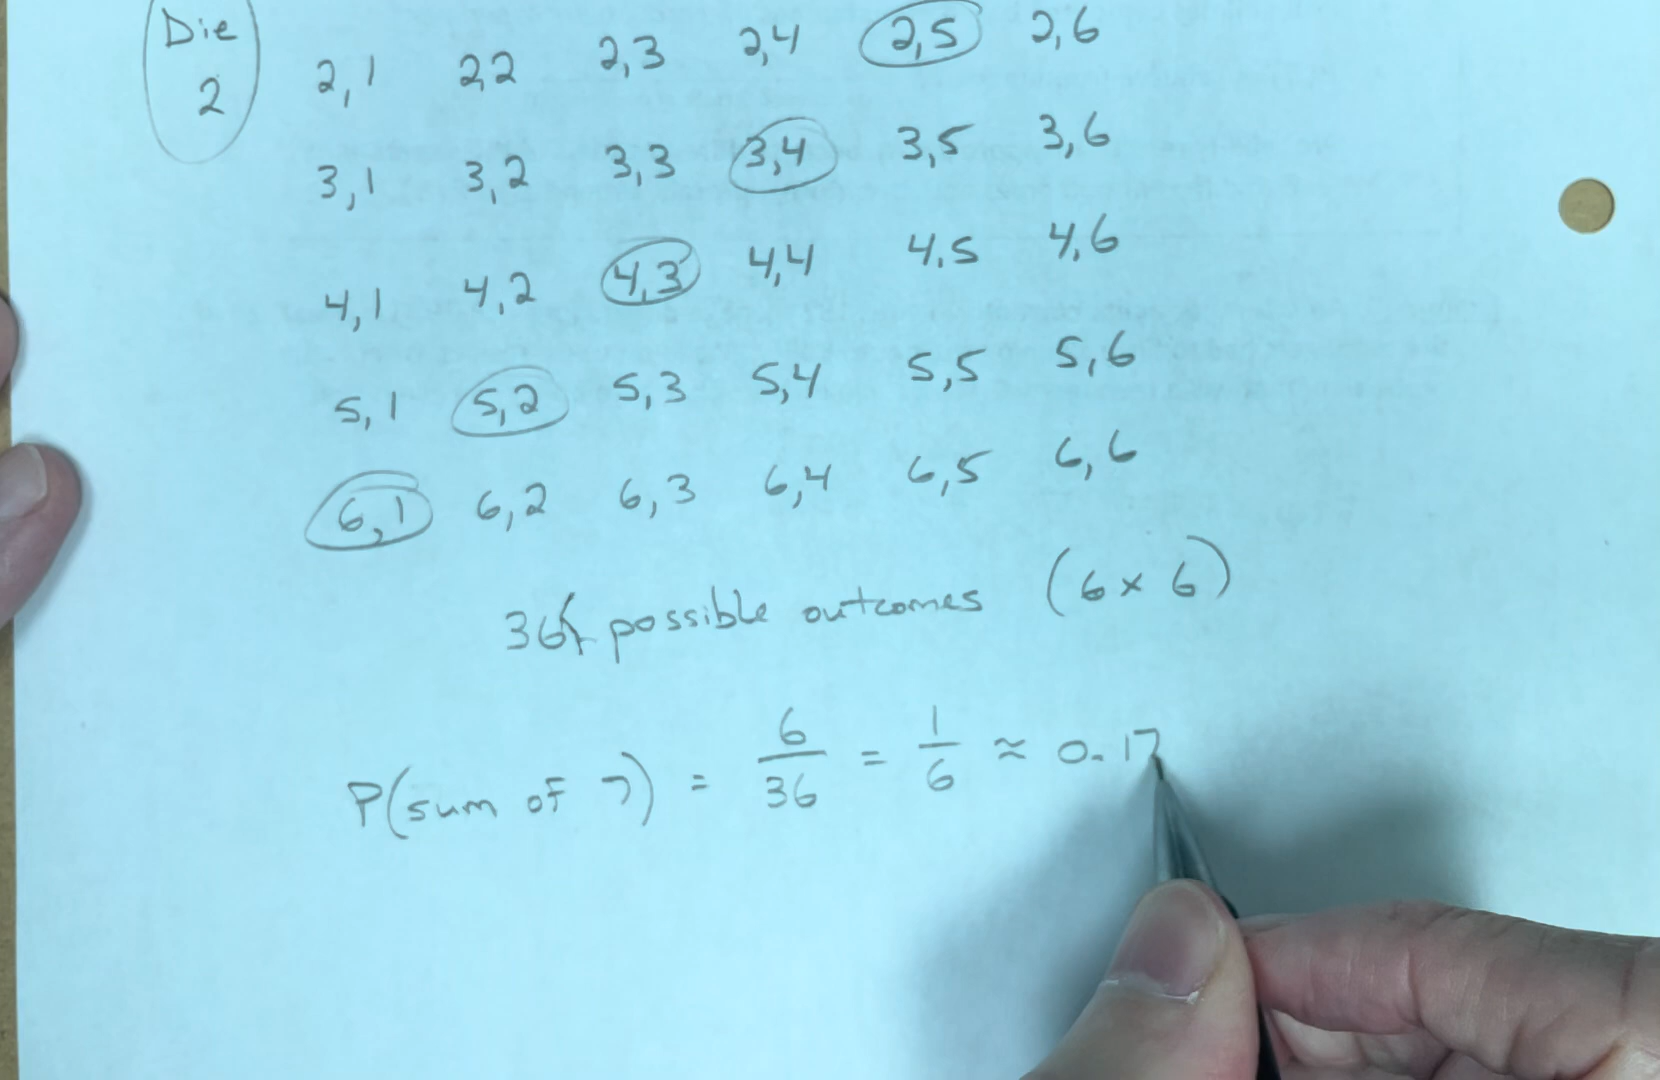 Die
2
2,1 2,2 2,3 2,4 2,5 2,6
3,1 3,2 3,3 3,4 3,5 3,6
4,1 4,2 4,3 4,4 4,5 4,6
5,1 5,2 5,3 5,4 5,5 5,6
6,1 6,2 6,3 6,4 6,5 6,6
36 possible outcomes (6 × 6)
P(sum of 7) = 6/36 = 1/6 ≈ 0.17